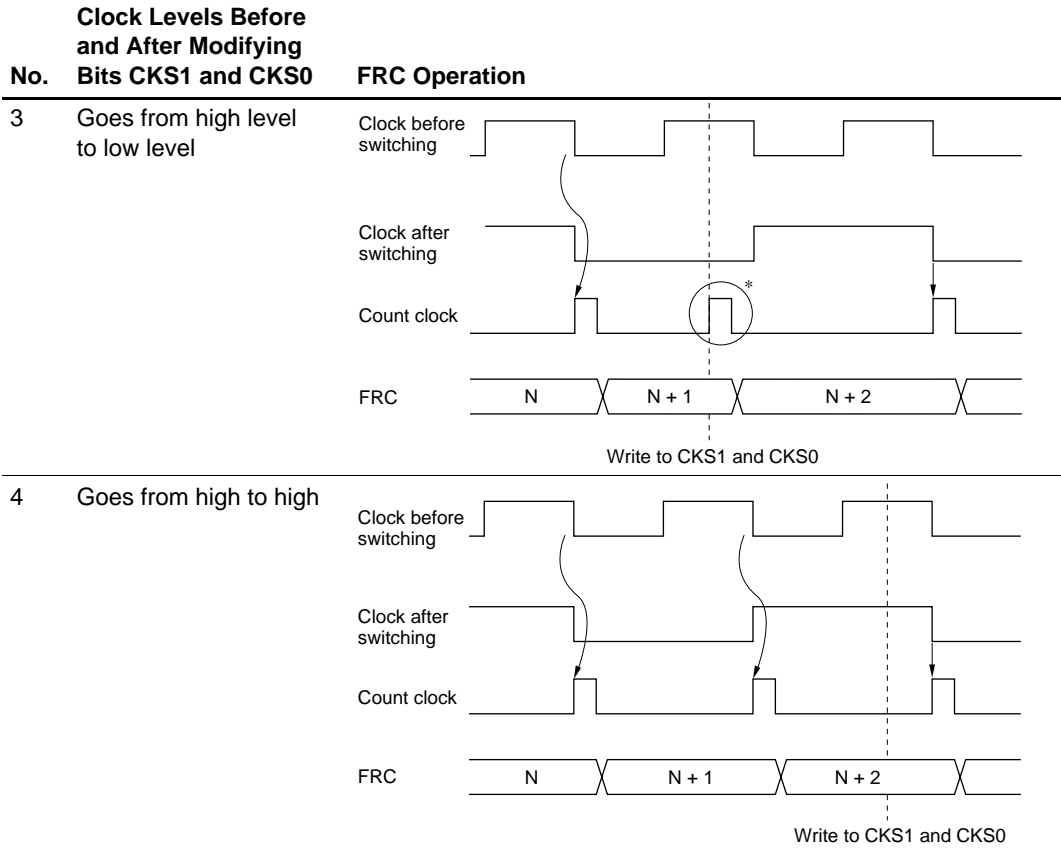 Clock Levels Before
and After Modifying
No. Bits CKS1 and CKS0 FRC Operation
3 Goes from high level
to low level
Clock before
switching
Clock after
switching
*
Count clock
FRC N N + 1 N + 2
Write to CKS1 and CKS0
4 Goes from high to high
Clock before
switching
Clock after
switching
Count clock
FRC N N + 1 N + 2
Write to CKS1 and CKS0